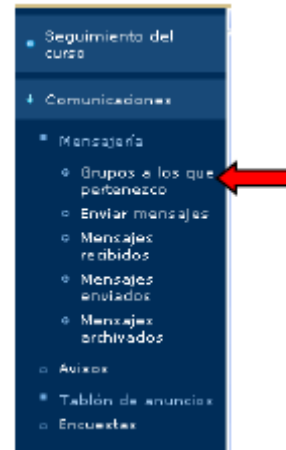 Seguimiento del
curso
Comunicaciones
Mensajería
Grupos a los que
pertenezco
Enviar mensajes
Mensajes
recibidos
Mensajes
enviados
Mensajes
archivados
Avisos
Tablón de anuncios
Encuestas